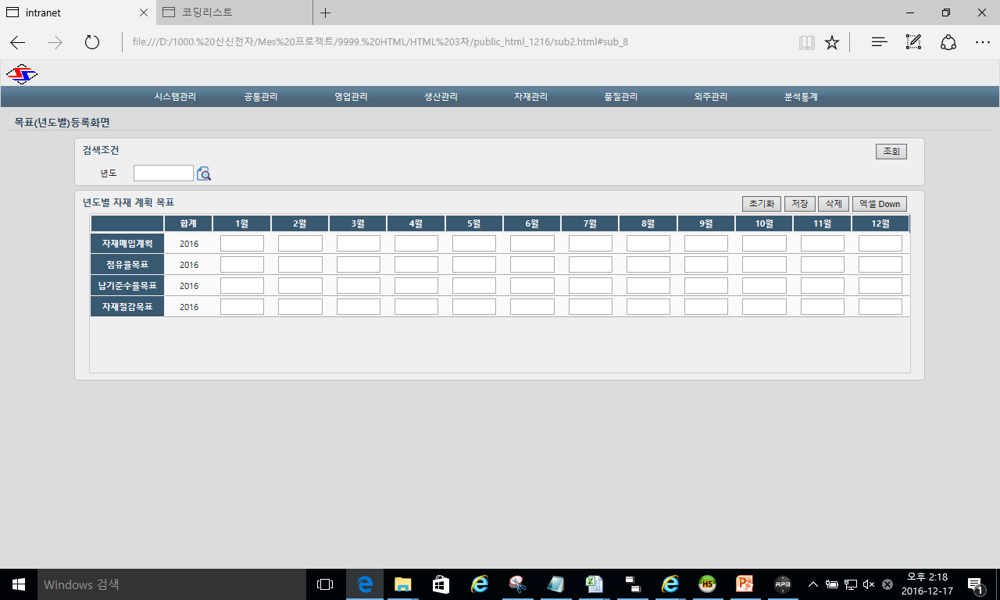 intranet
코딩리스트
file:///D:/1000.%20신신전자/Mes%20프로젝트/9999.%20HTML/HTML%203차/public_html_1216/sub2.html#sub_8
시스템관리 공통관리 영업관리 생산관리 자재관리 품질관리 외주관리 분석통계
목표(년도별)등록화면
검색조건 조회
년도
년도별 자재 계획 목표 초기화 저장 삭제 엑셀 Down
합계 1월 2월 3월 4월 5월 6월 7월 8월 9월 10월 11월 12월
자재매입계획 2016
점유율목표 2016
납기준수율목표 2016
자재절감목표 2016
Windows 검색
HS
APM
오후 2:18
2016-12-17
1